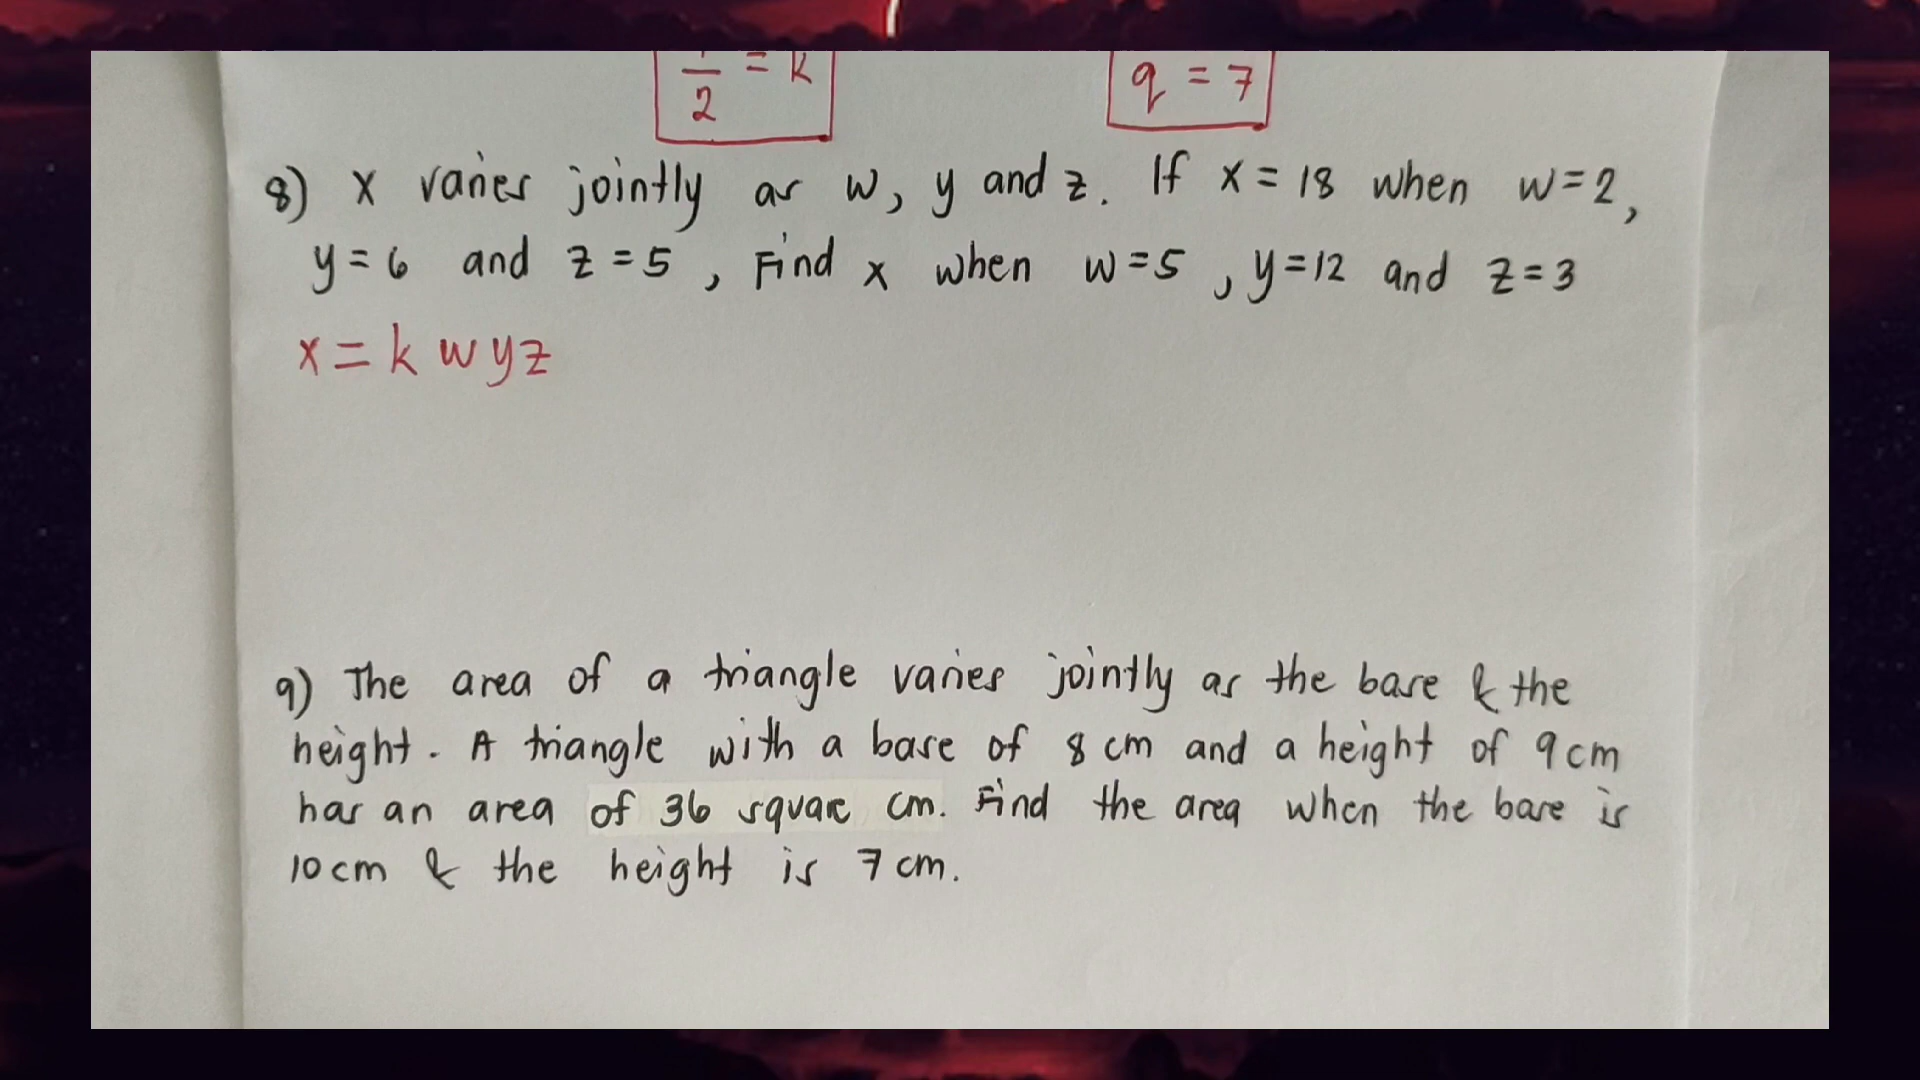 1/2 = k
q = 7
8) x varies jointly as w, y and z. If x = 18 when w = 2,
y = 6 and z = 5, Find x when w = 5, y = 12 and z = 3
x = k w y z
9) The area of a triangle varies jointly as the base & the
height. A triangle with a base of 8 cm and a height of 9 cm
has an area of 36 square cm. Find the area when the base is
10 cm & the height is 7 cm.